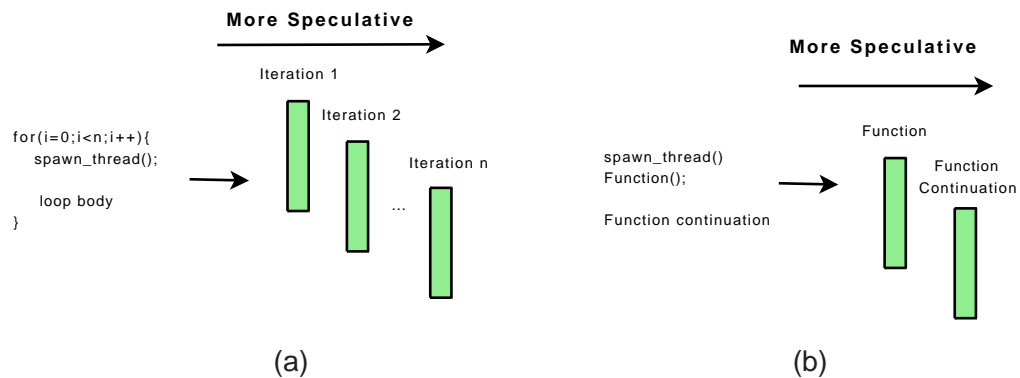 More Speculative
Iteration 1
Iteration 2
Iteration n
...
for(i=0;i<n;i++){
spawn_thread();
loop body
}
(a)
More Speculative
Function
Function
Continuation
spawn_thread()
Function();
Function continuation
(b)